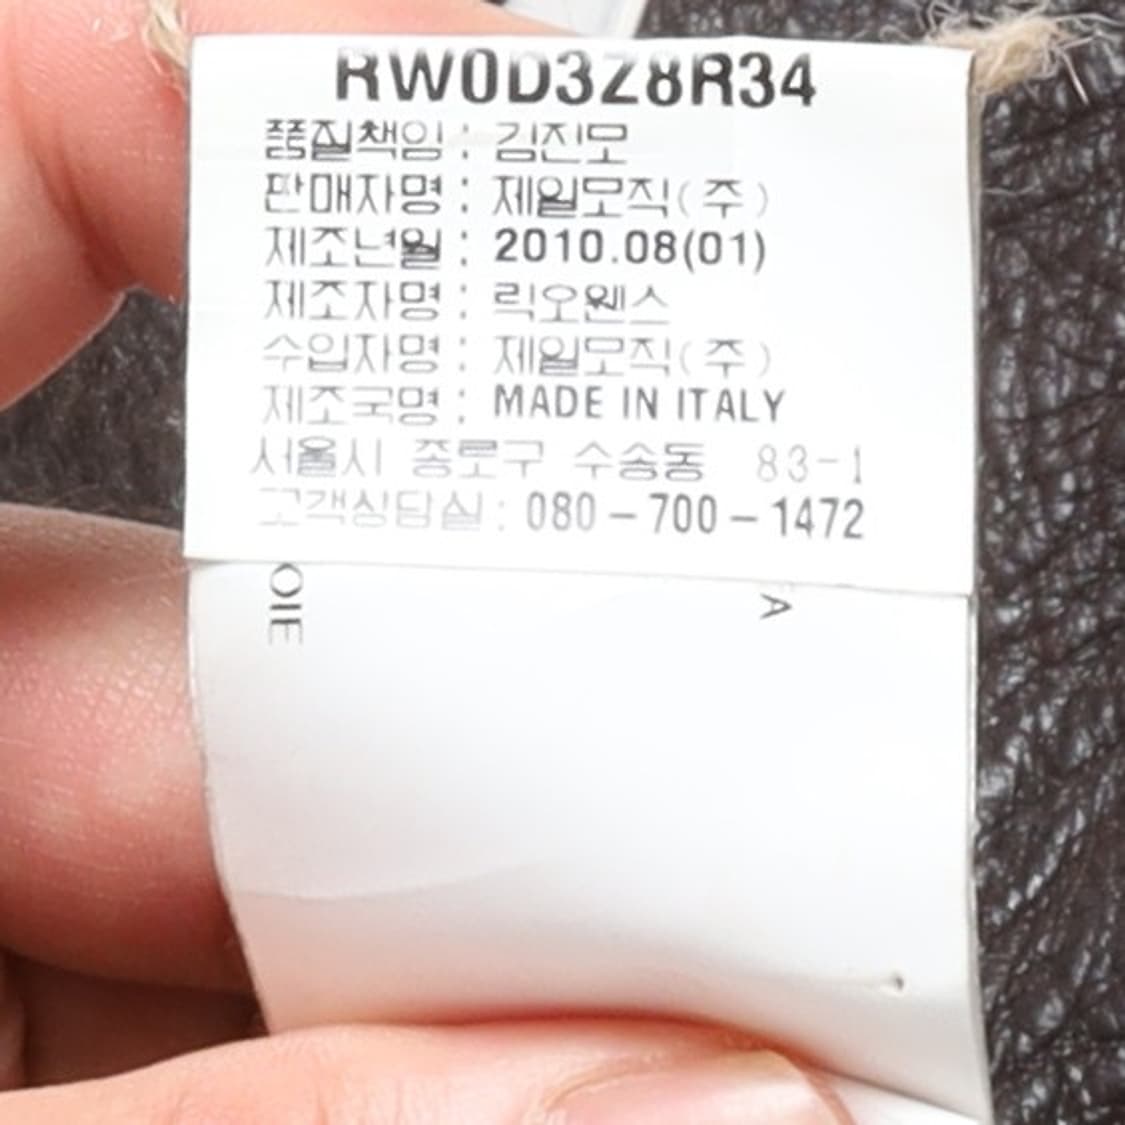 RW0D3Z8R34
품질책임 : 김진모
판매자명 : 제일모직(주)
제조년월 : 2010.08(01)
제조자명 : 릭오웬스
수입자명 : 제일모직(주)
제조국명 : MADE IN ITALY
서울시 종로구 수송동 83-1
고객상담실 : 080-700-1472
OIE
A